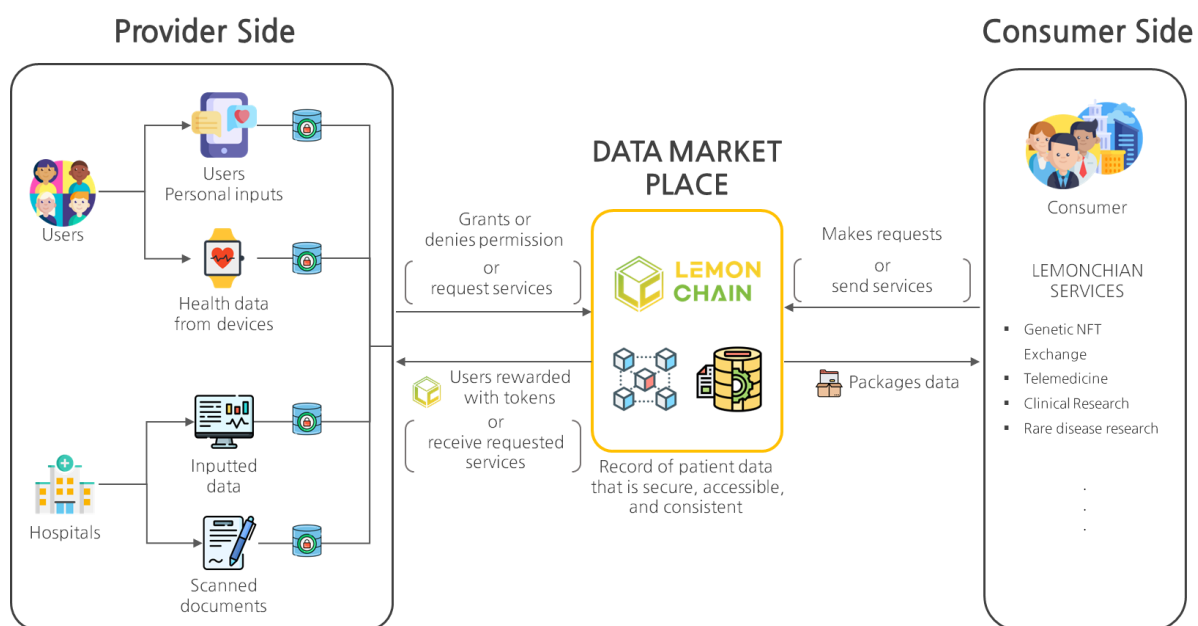 Provider Side
Users
Users
Personal inputs
Health data
from devices
Hospitals
Inputted
data
Scanned
documents
Grants or
denies permission
or
request services
Users rewarded
with tokens
or
receive requested
services
DATA MARKET
PLACE
LEMON
CHAIN
Record of patient data
that is secure, accessible,
and consistent
Makes requests
or
send services
Packages data
Consumer Side
Consumer
LEMONCHIAN
SERVICES
▪ Genetic NFT
Exchange
▪ Telemedicine
▪ Clinical Research
▪ Rare disease research
.
.
.